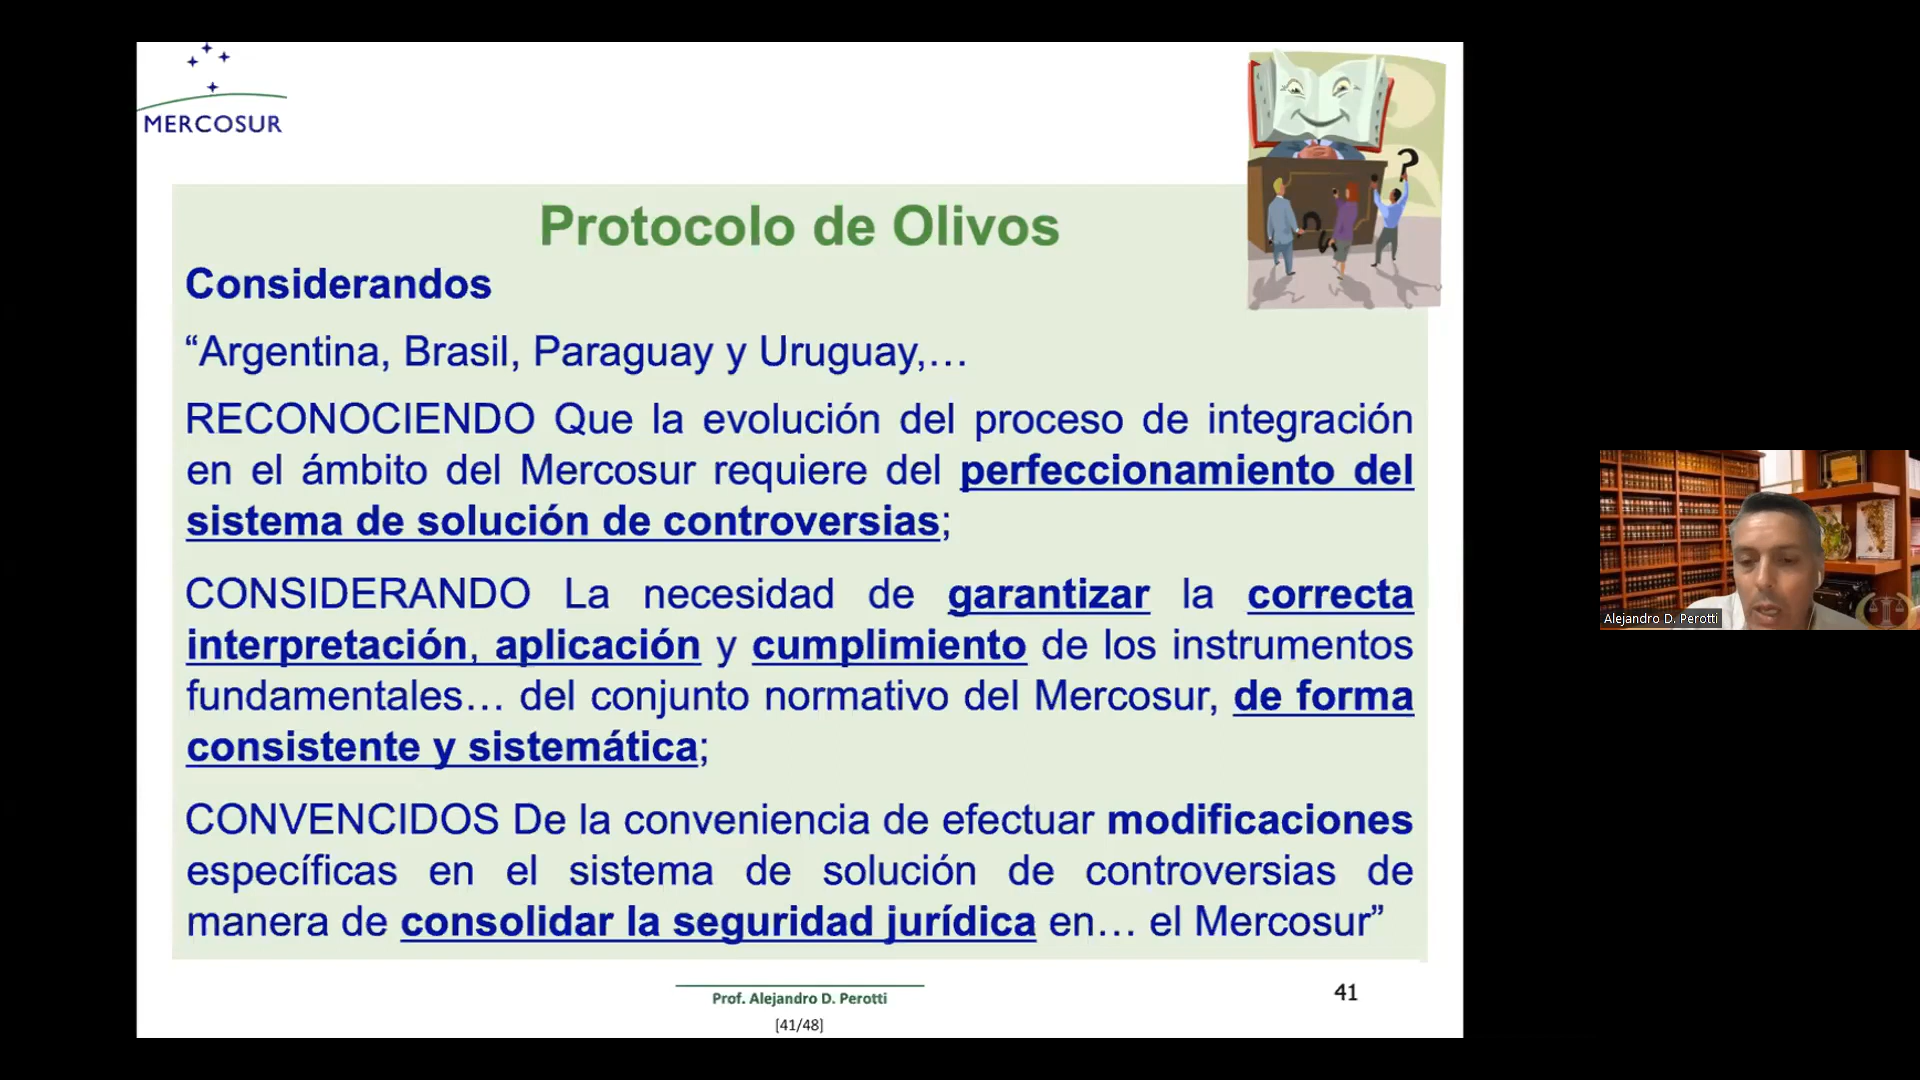 MERCOSUR
?
Protocolo de Olivos
Considerandos
“Argentina, Brasil, Paraguay y Uruguay,…
RECONOCIENDO Que la evolución del proceso de integración
en el ámbito del Mercosur requiere del perfeccionamiento del
sistema de solución de controversias;
CONSIDERANDO La necesidad de garantizar la correcta
interpretación, aplicación y cumplimiento de los instrumentos
fundamentales… del conjunto normativo del Mercosur, de forma
consistente y sistemática;
CONVENCIDOS De la conveniencia de efectuar modificaciones
específicas en el sistema de solución de controversias de
manera de consolidar la seguridad jurídica en… el Mercosur”
Prof. Alejandro D. Perotti
[41/48]
41
Alejandro D. Perotti